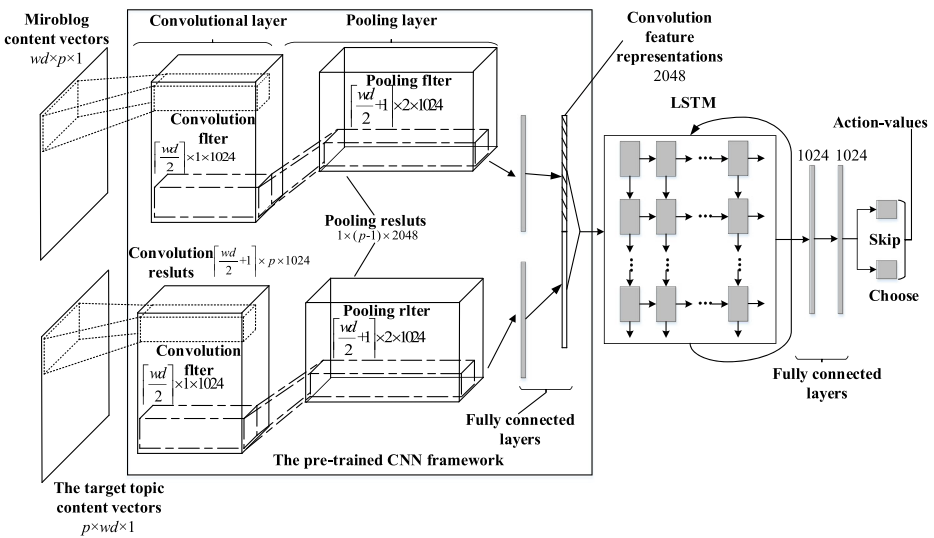 Miroblog
content vectors
wd×p×1
Convolutional layer
Pooling layer
Convolution
feature
representations
2048
Pooling flter
⌈wd/2+1⌉×2×1024
Convolution
flter
⌈wd/2⌉×1×1024
LSTM
Action-values
1024 1024
Skip
Choose
Pooling resluts
1×(p-1)×2048
Convolution
resluts
⌈wd/2+1⌉×p×1024
Pooling rlter
⌈wd/2+1⌉×2×1024
Convolution
flter
⌈wd/2⌉×1×1024
Fully connected
layers
Fully connected
layers
The pre-trained CNN framework
The target topic
content vectors
p×wd×1